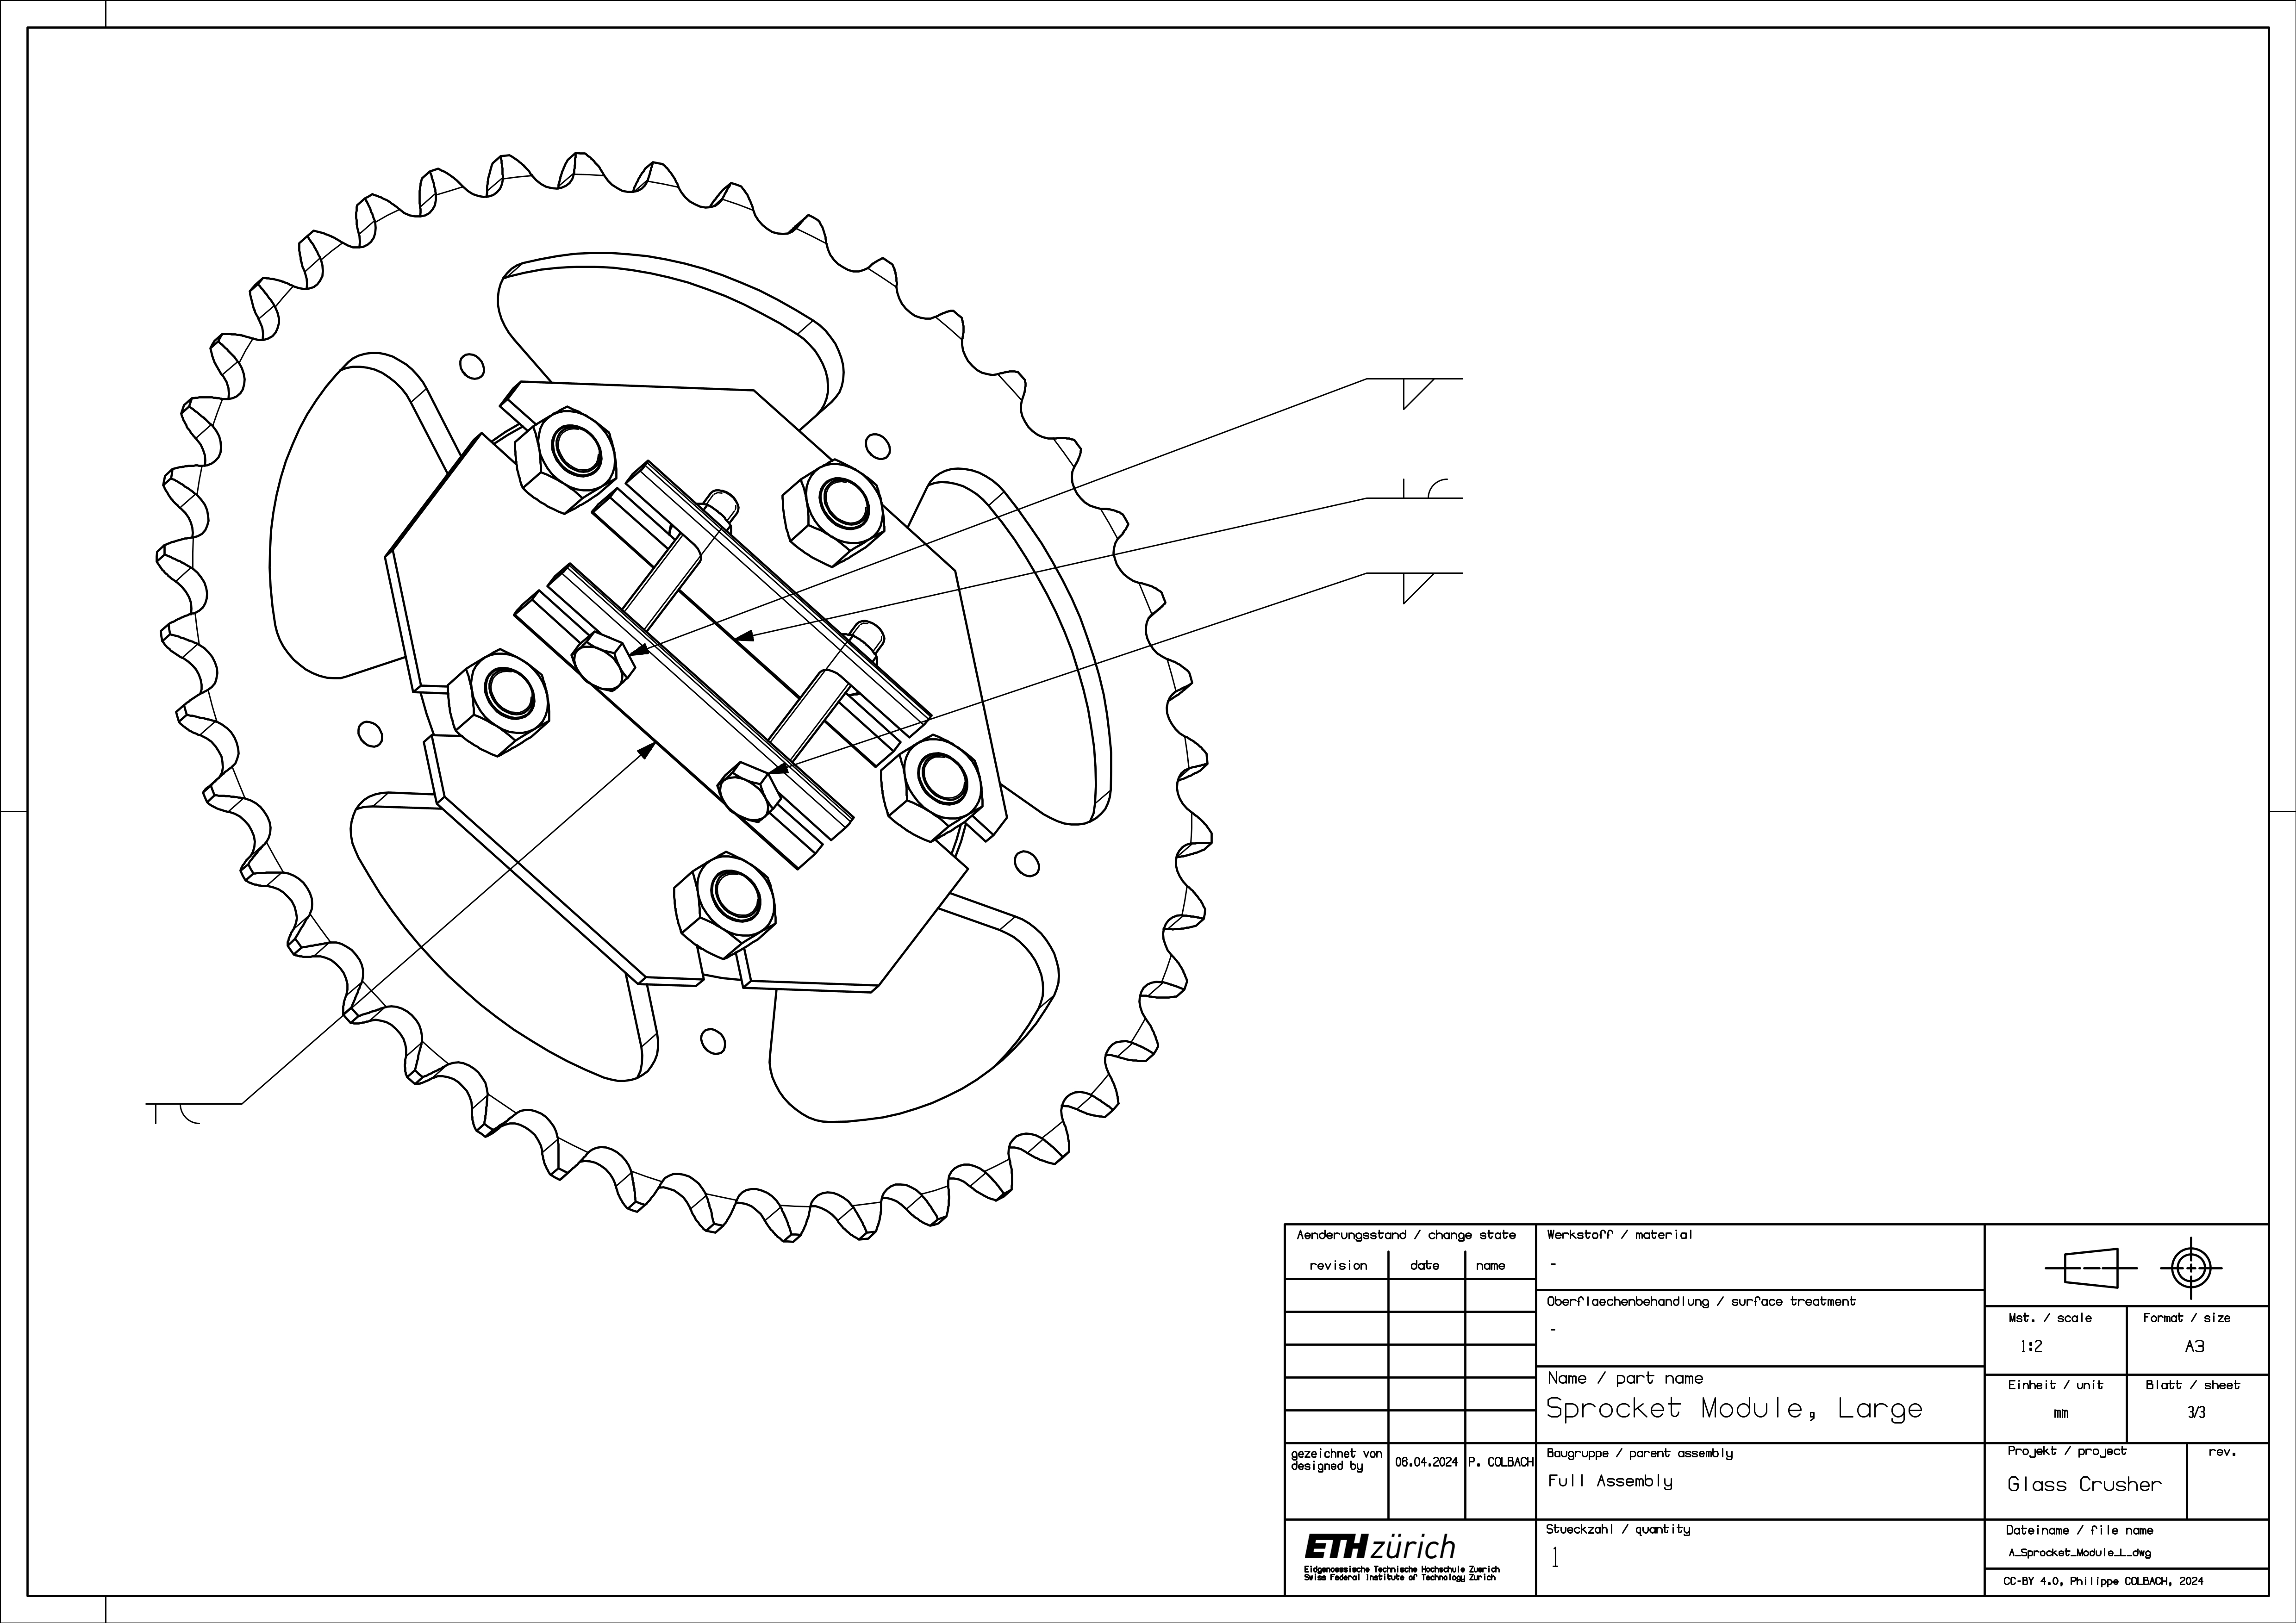 Aenderungsstand / change state
revision date name
Werkstoff / material
-
Oberflaechenbehandlung / surface treatment
-
Mst. / scale
1:2
Format / size
A3
Name / part name
Sprocket Module, Large
Einheit / unit
mm
Blatt / sheet
3/3
gezeichnet von
designed by
06.04.2024
P. COLBACH
Baugruppe / parent assembly
Full Assembly
Projekt / project
Glass Crusher
rev.
ETH zürich
Eidgenoessische Technische Hochschule Zuerich
Swiss Federal Institute of Technology Zurich
Stueckzahl / quantity
1
Dateiname / file name
A_Sprocket_Module_L_dwg
CC-BY 4.0, Philippe COLBACH, 2024